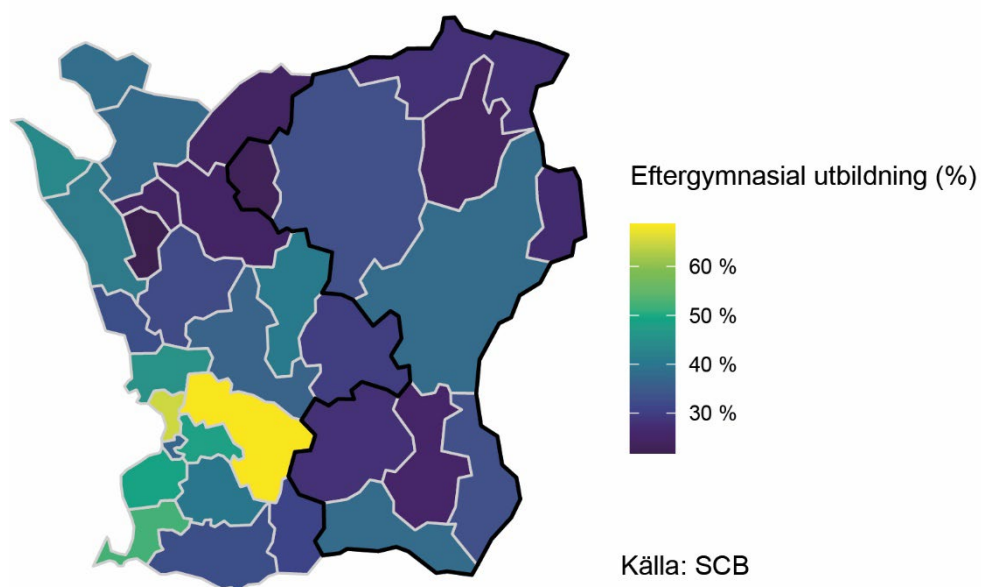 Eftergymnasial utbildning (%)
60 %
50 %
40 %
30 %
Källa: SCB